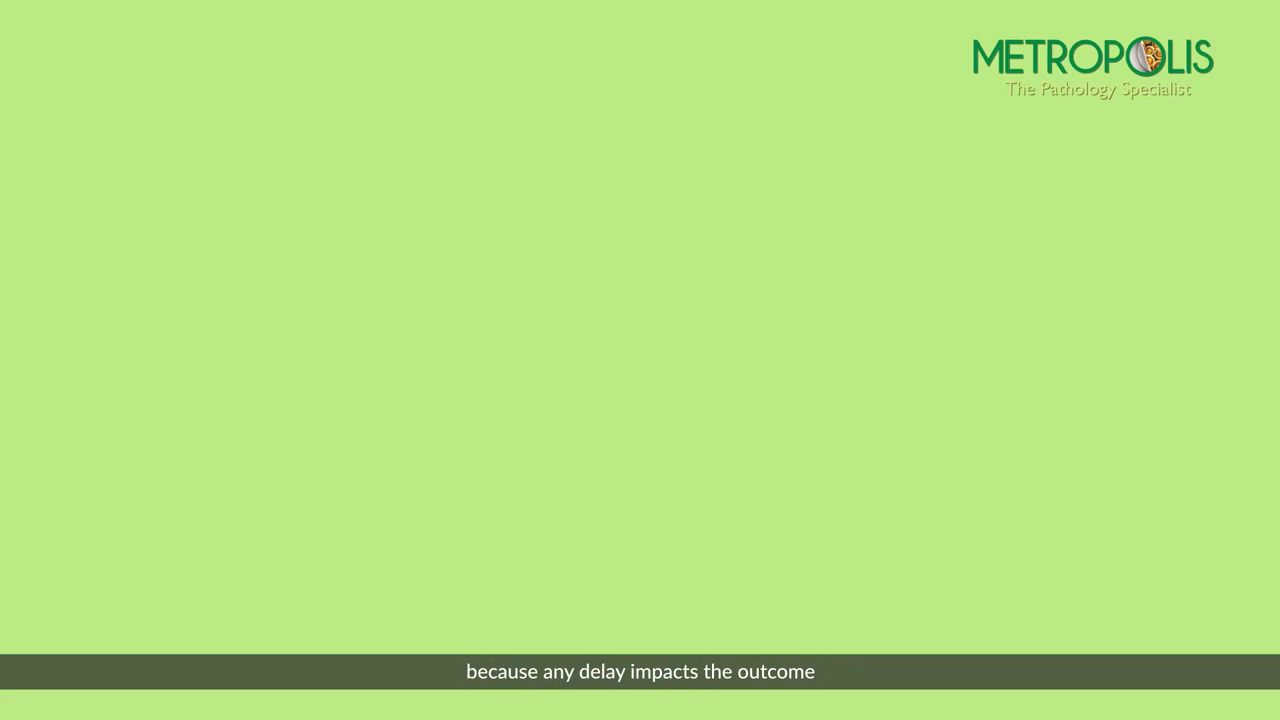 METROPOLIS
The Pathology Specialist
because any delay impacts the outcome